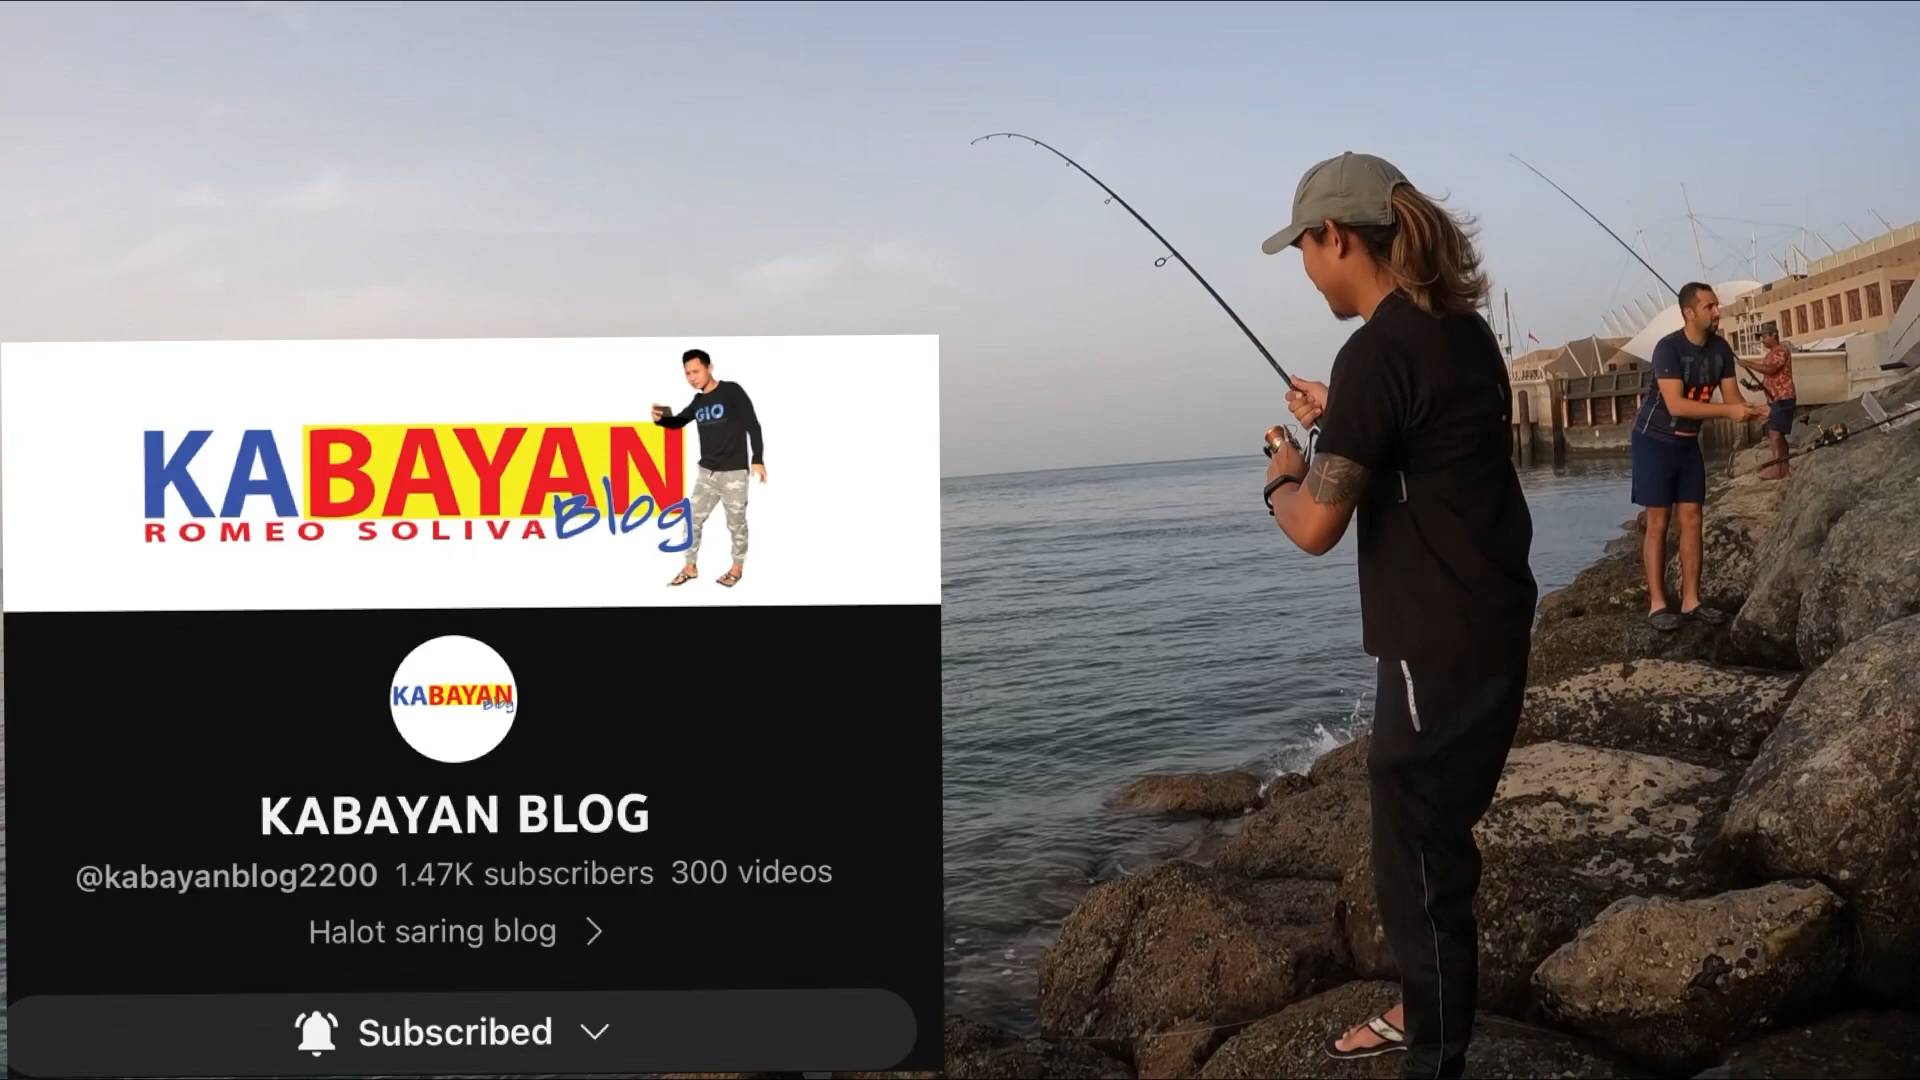 GIO
KABAYAN
ROMEO SOLIVA Blog
KABAYAN
Blog
KABAYAN BLOG
@kabayanblog2200 1.47K subscribers 300 videos
Halot saring blog
Subscribed